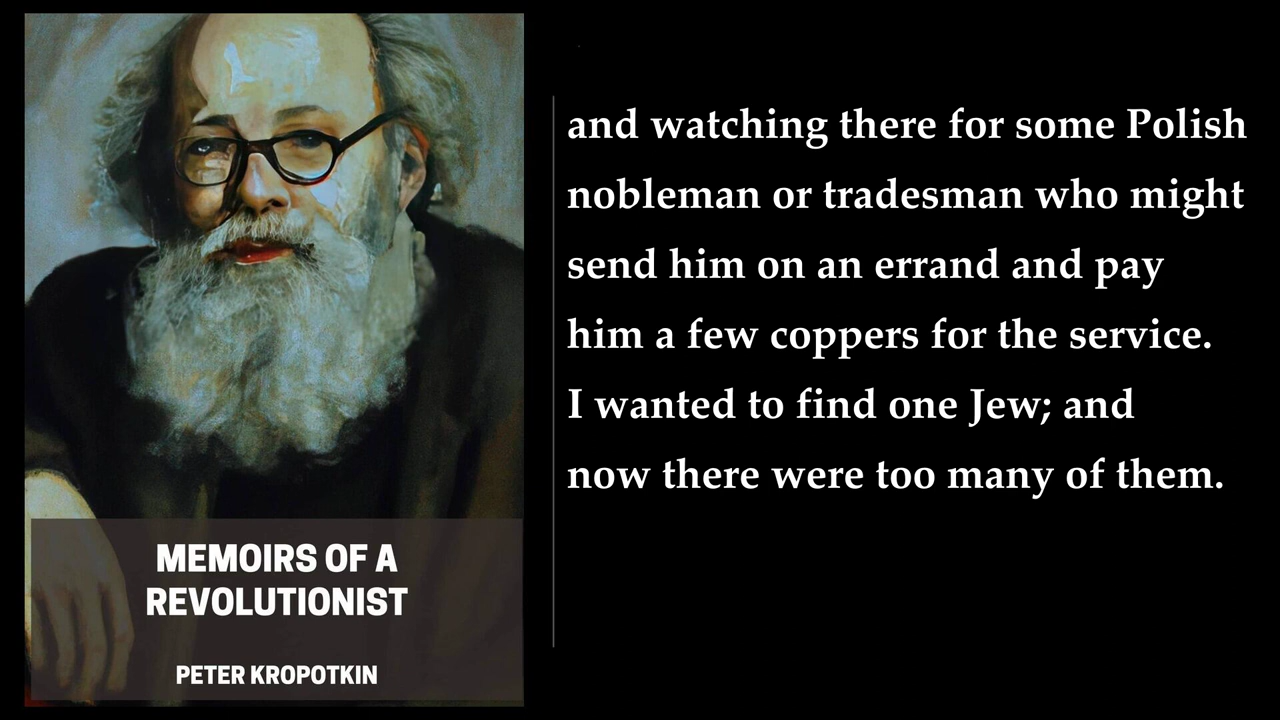 and watching there for some Polish
nobleman or tradesman who might
send him on an errand and pay
him a few coppers for the service.
I wanted to find one Jew; and
now there were too many of them.
MEMOIRS OF A
REVOLUTIONIST
PETER KROPOTKIN